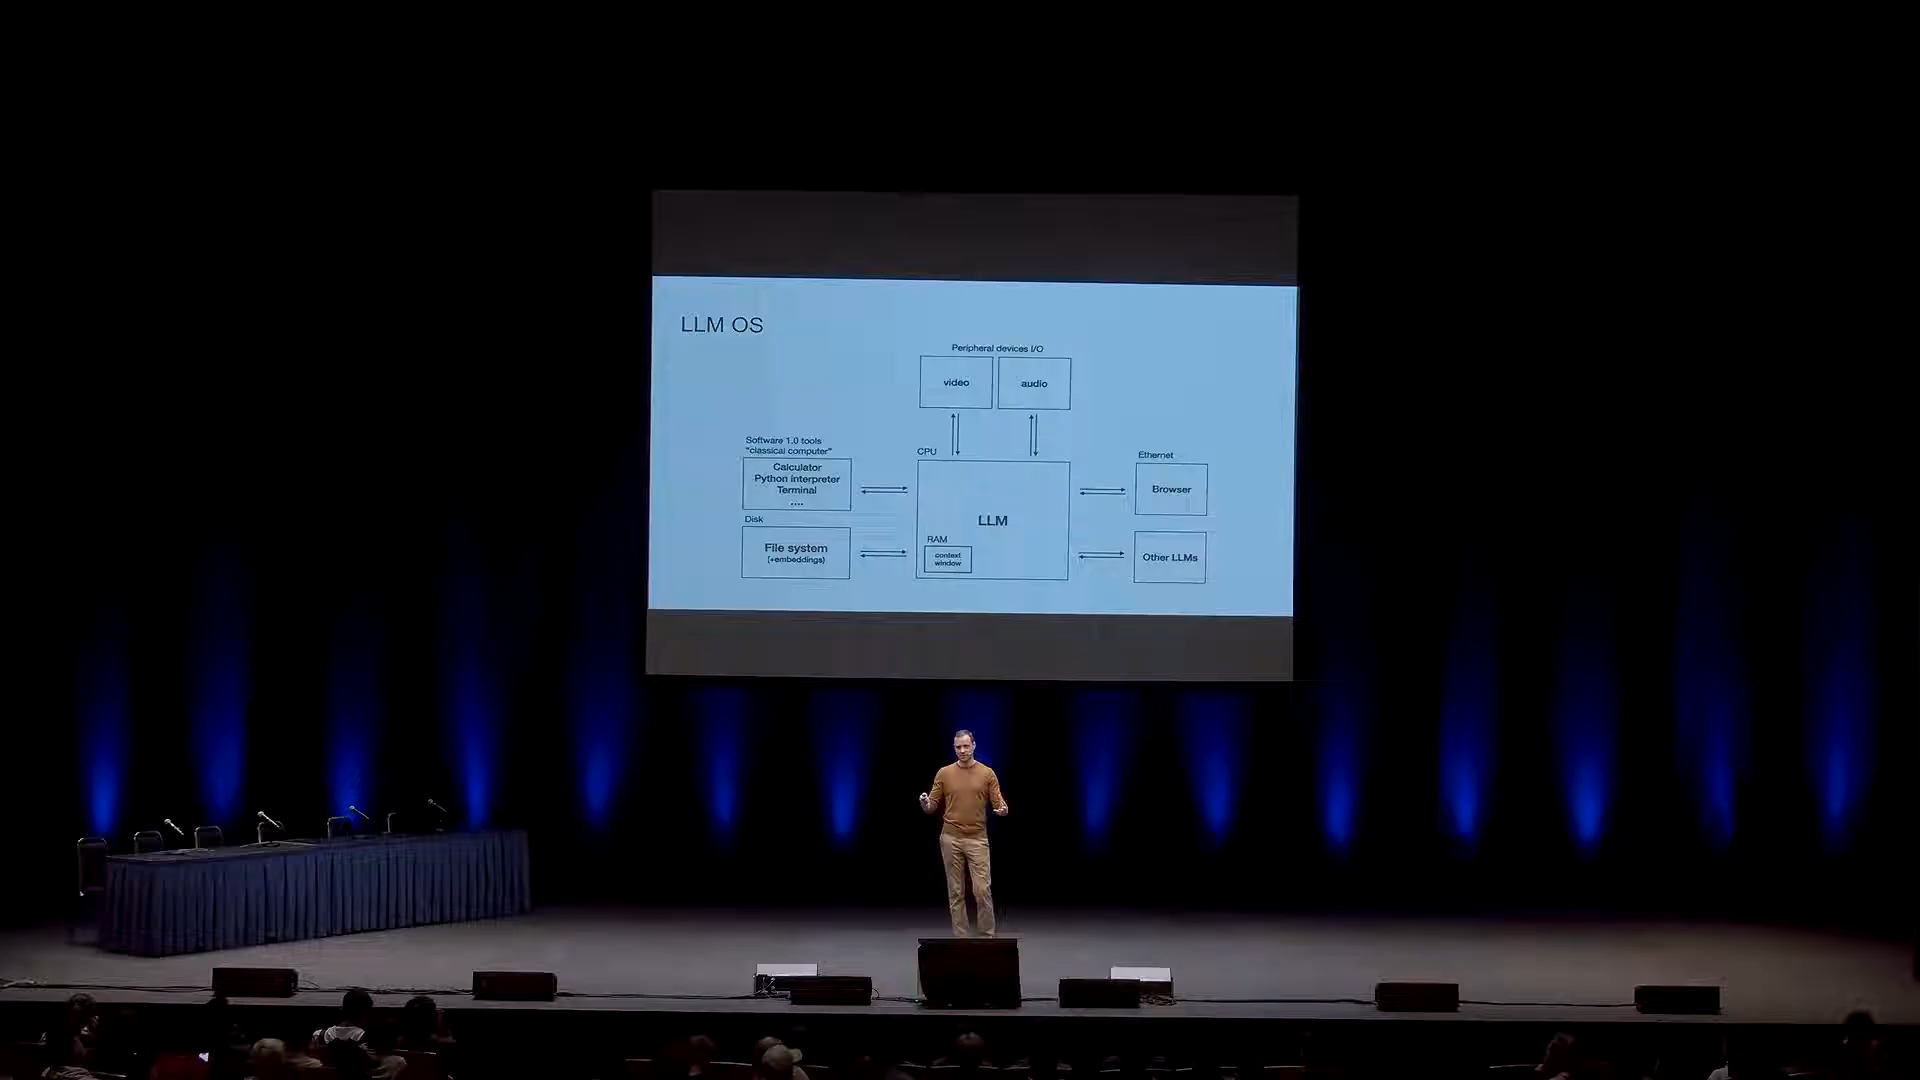 LLM OS
Peripheral devices I/O
video
audio
Software 1.0 tools
"classical computer"
Calculator
Python interpreter
Terminal
....
CPU
Ethernet
Browser
LLM
Disk
File system
(+embeddings)
RAM
context
window
Other LLMs